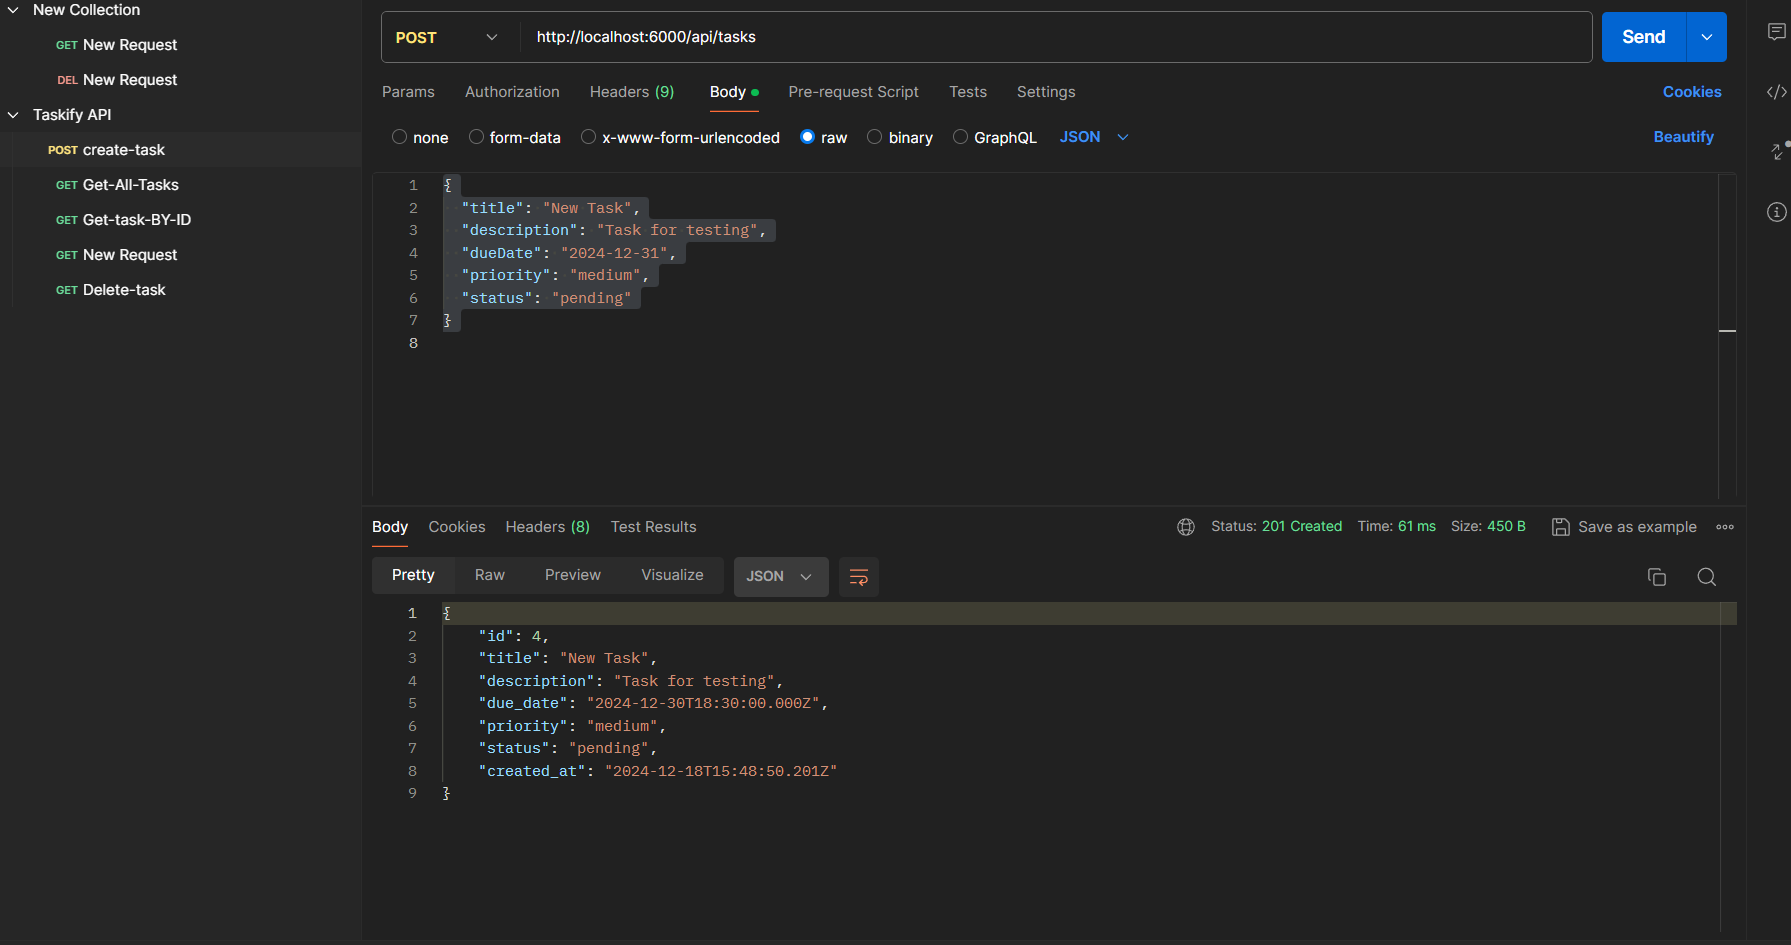 New Collection
GET New Request
DEL New Request
Taskify API
POST create-task
GET Get-All-Tasks
GET Get-task-BY-ID
GET New Request
GET Delete-task
POST http://localhost:6000/api/tasks Send
Params Authorization Headers (9) Body Pre-request Script Tests Settings Cookies
none form-data x-www-form-urlencoded raw binary GraphQL JSON Beautify
1 {
2 "title": "New Task",
3 "description": "Task for testing",
4 "dueDate": "2024-12-31",
5 "priority": "medium",
6 "status": "pending"
7 }
8
Body Cookies Headers (8) Test Results Status: 201 Created Time: 61 ms Size: 450 B Save as example
Pretty Raw Preview Visualize JSON
1 {
2 "id": 4,
3 "title": "New Task",
4 "description": "Task for testing",
5 "due_date": "2024-12-30T18:30:00.000Z",
6 "priority": "medium",
7 "status": "pending",
8 "created_at": "2024-12-18T15:48:50.201Z"
9 }